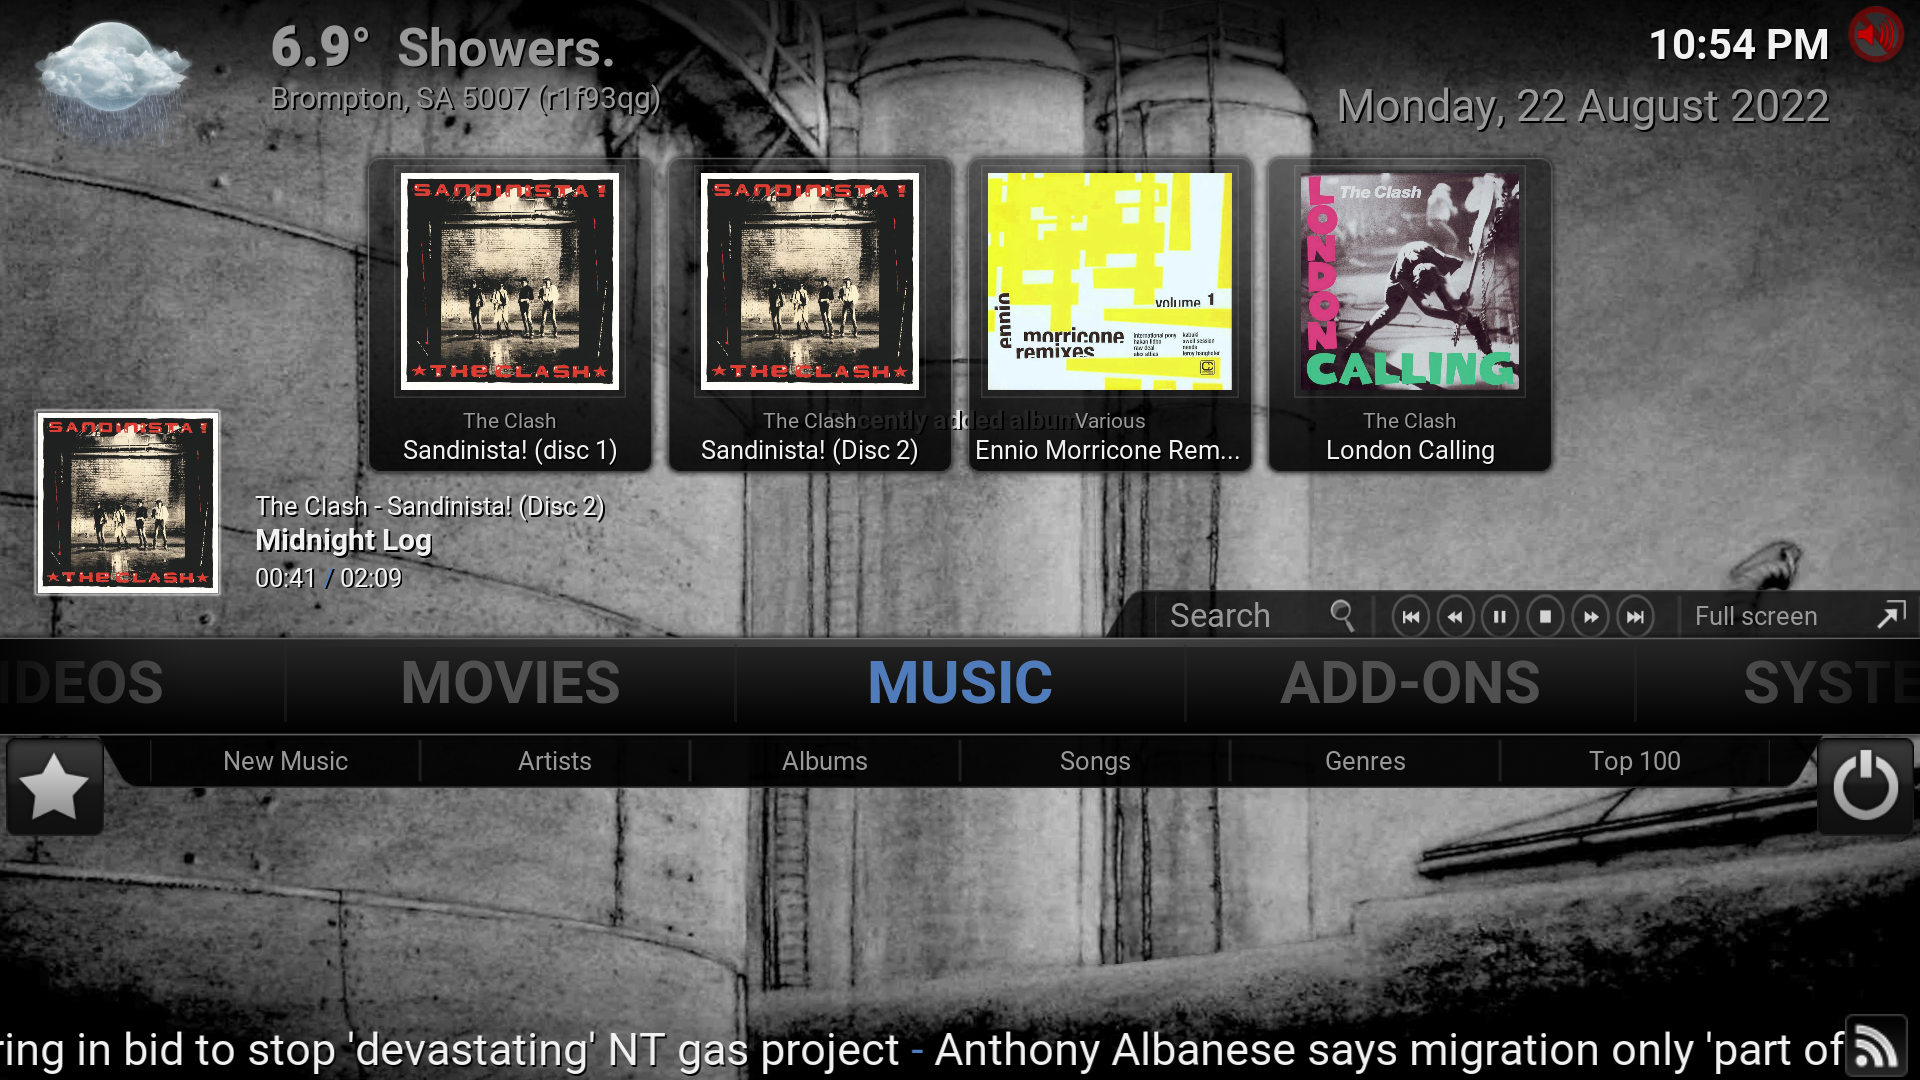 6.9° Showers.
Brompton, SA 5007 (r1f93qg)
10:54 PM
Monday, 22 August 2022
SANDINISTA !
THE CLASH
The Clash
Sandinista! (disc 1)
SANDINISTA !
THE CLASH
The Clash
Sandinista! (Disc 2)
volume 1
ennio
morricone
remixes
Various
Ennio Morricone Rem...
The Clash
LONDON
CALLING
The Clash
London Calling
Recently added albums
SANDINISTA !
THE CLASH
The Clash - Sandinista! (Disc 2)
Midnight Log
00:41 / 02:09
Search
Full screen
IDEOS
MOVIES
MUSIC
ADD-ONS
SYSTE
New Music
Artists
Albums
Songs
Genres
Top 100
ring in bid to stop 'devastating' NT gas project - Anthony Albanese says migration only 'part of